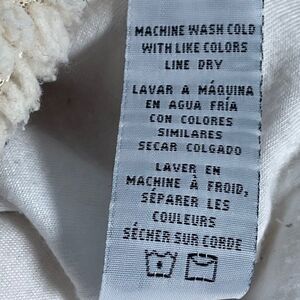 MACHINE WASH COLD
WITH LIKE COLORS
LINE DRY
LAVAR A MÁQUINA
EN AGUA FRÍA
CON COLORES
SIMILARES
SECAR COLGADO
LAVER EN
MACHINE À FROID,
SÉPARER LES
COULEURS
SÉCHER SUR CORDE